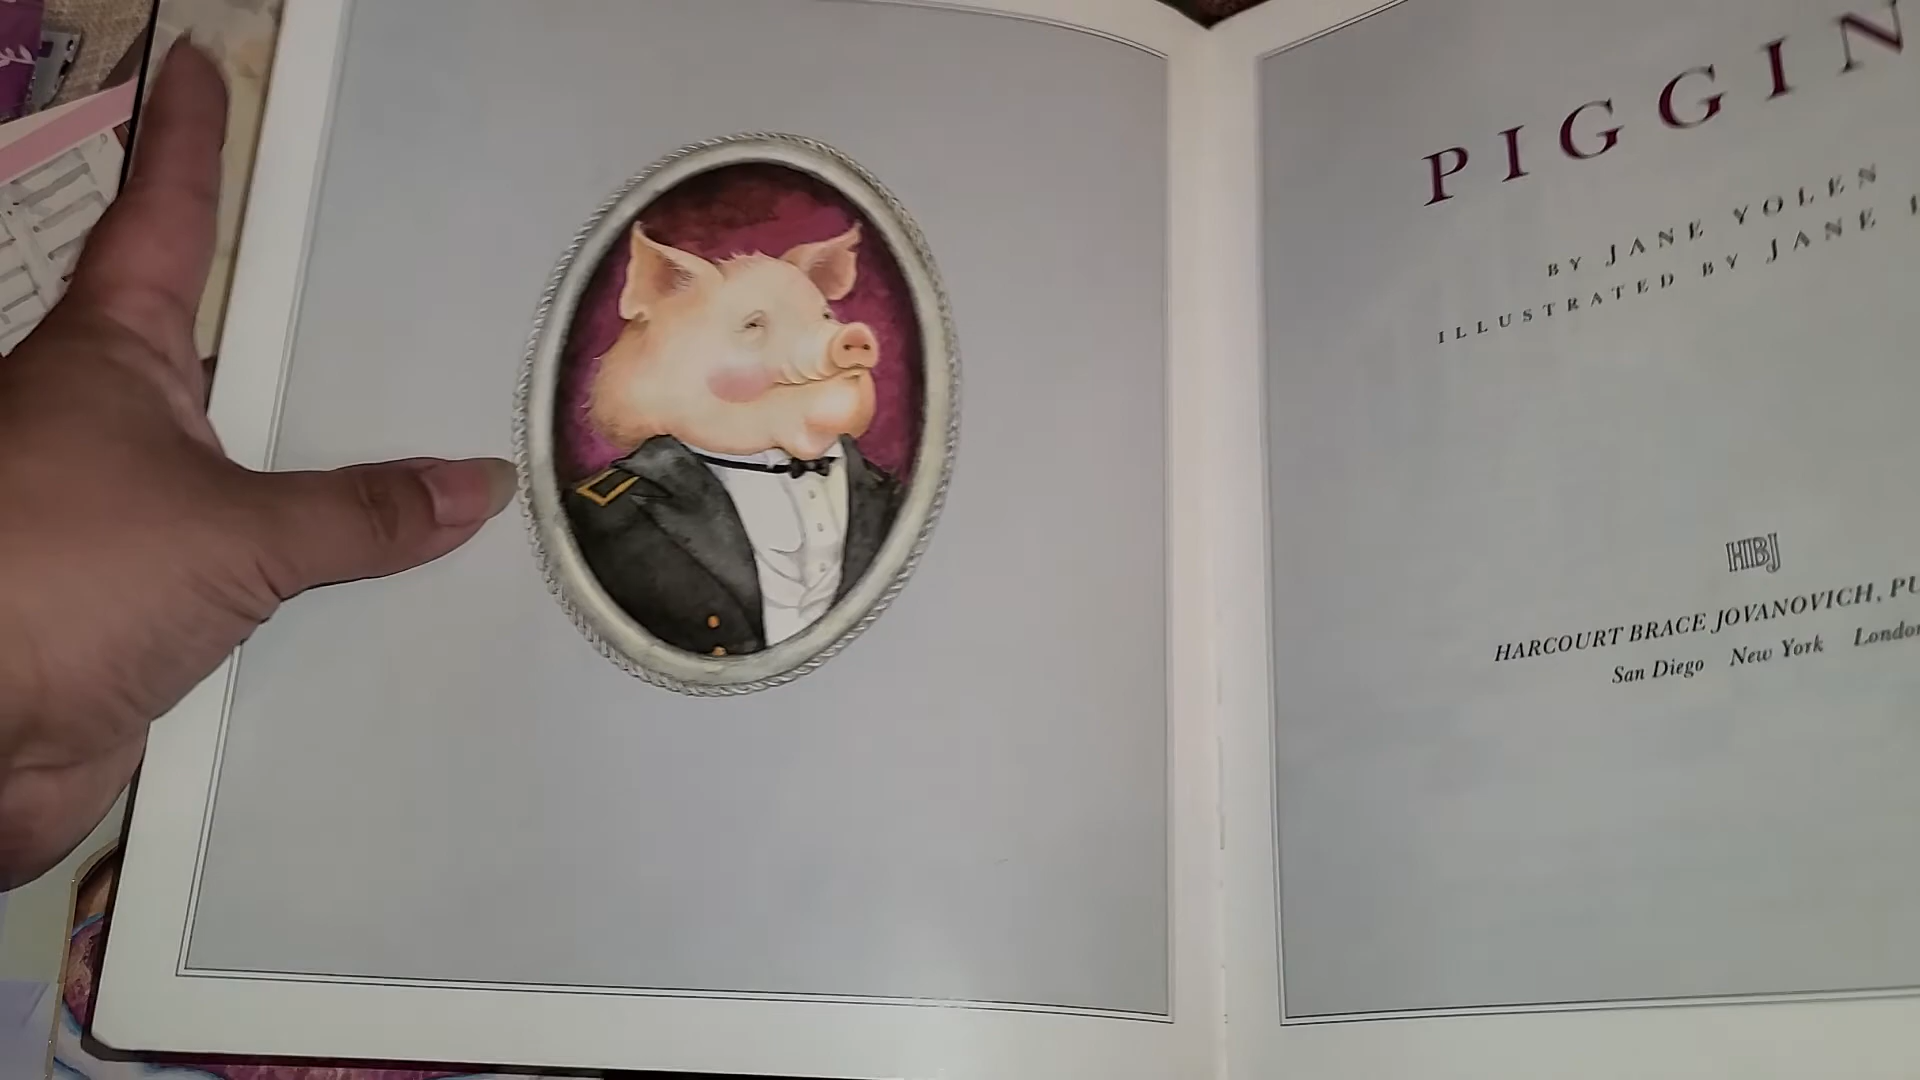 PIGGIN
BY JANE YOLEN
ILLUSTRATED BY JANE
HBJ
HARCOURT BRACE JOVANOVICH, PU
San Diego New York London